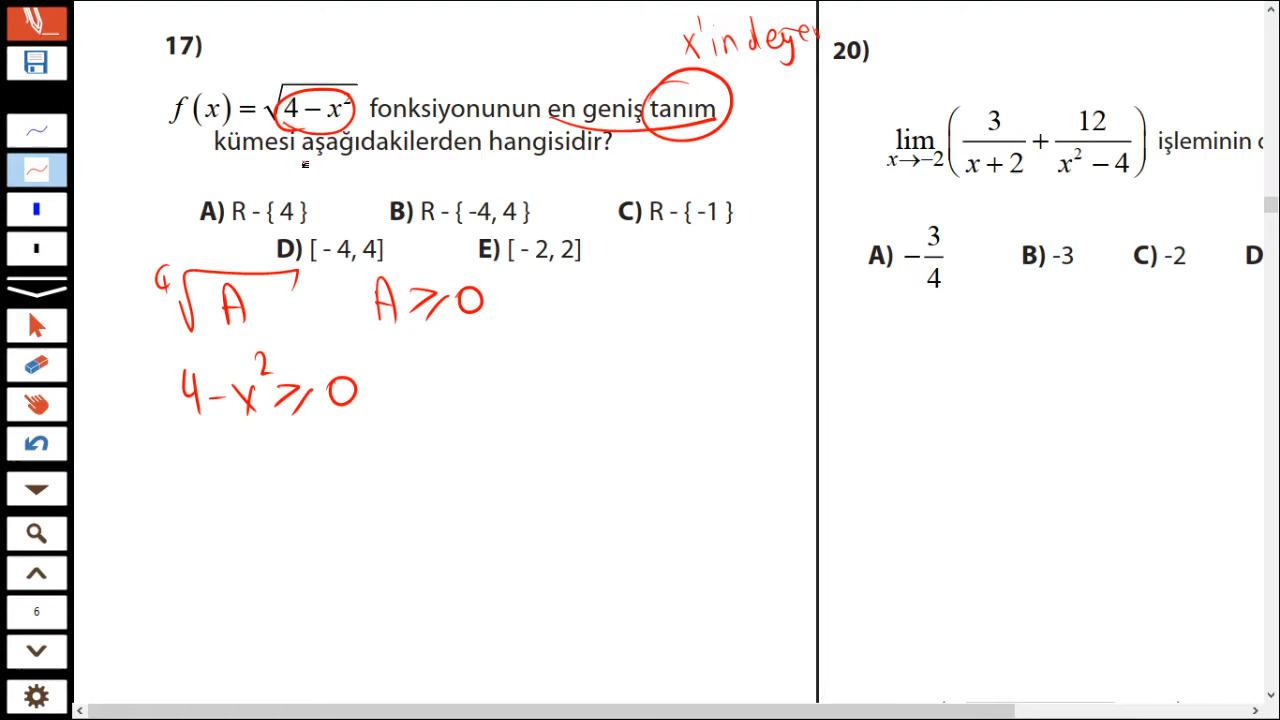 17)
x'in değer
f(x) = √4 − x² fonksiyonunun en geniş tanım
kümesi aşağıdakilerden hangisidir?
A) R - { 4 } B) R - { -4, 4 } C) R - { -1 }
D) [ - 4, 4] E) [ - 2, 2]
A A ≥ 0
4 - x² ≥ 0
20)
lim x→−2 ( 3/(x + 2) + 12/(x² − 4) ) işleminin
A) −3/4 B) -3 C) -2 D
6